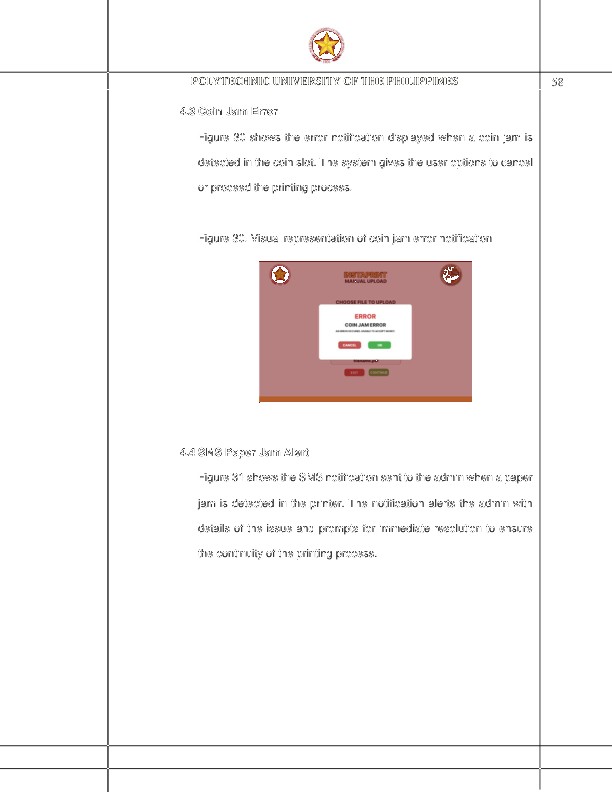 POLYTECHNIC UNIVERSITY OF THE PHILIPPINES
58
4.3 Coin Jam Error
Figure 30 shows the error notification displayed when a coin jam is
detected in the coin slot. The system gives the user options to cancel
or proceed the printing process.
Figure 30. Visual representation of coin jam error notification
INSTAPRINT
MANUAL UPLOAD
CHOOSE FILE TO UPLOAD
ERROR
COIN JAM ERROR
CANCEL
OK
EXIT
CONTINUE
4.4 SMS Paper Jam Alert
Figure 31 shows the SMS notification sent to the admin when a paper
jam is detected in the printer. The notification alerts the admin with
details of the issue and prompts for immediate resolution to ensure
the continuity of the printing process.